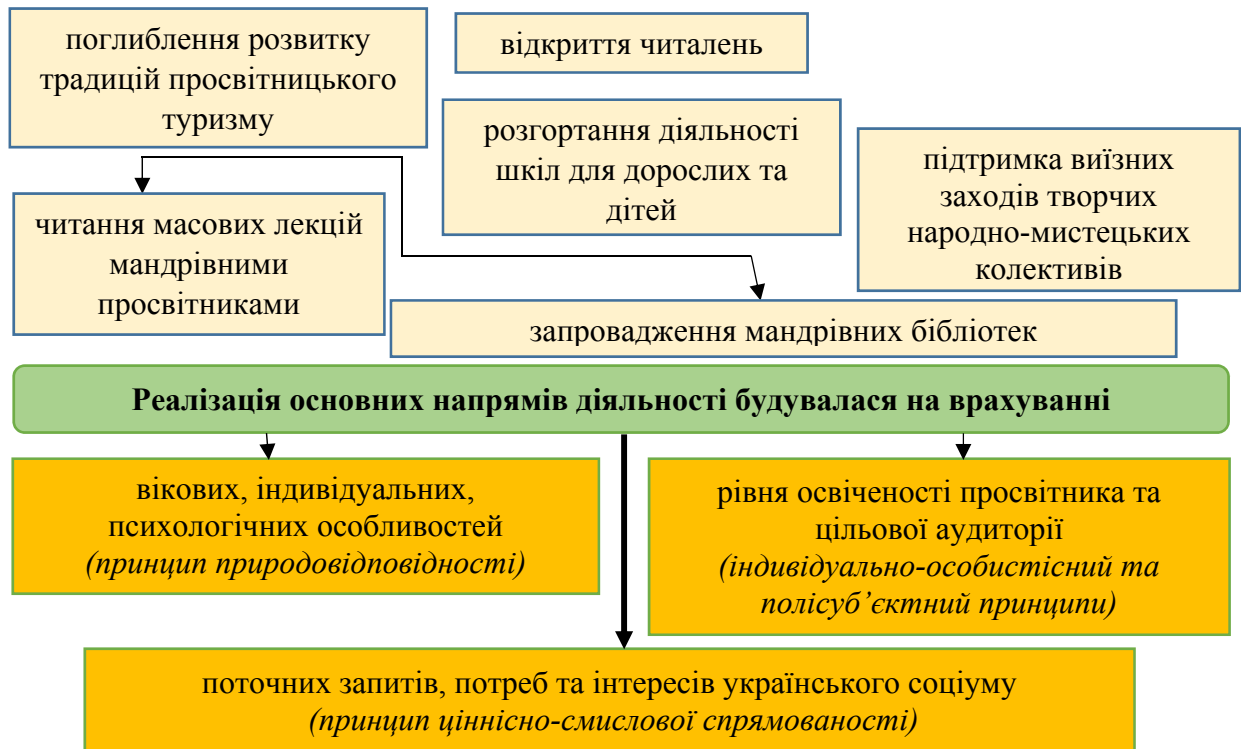 поглиблення розвитку
традицій просвітницького
туризму
відкриття читалень
розгортання діяльності
шкіл для дорослих та
дітей
підтримка виїзних
заходів творчих
народно-мистецьких
колективів
читання масових лекцій
мандрівними
просвітниками
запровадження мандрівних бібліотек
Реалізація основних напрямів діяльності будувалася на врахуванні
вікових, індивідуальних,
психологічних особливостей
(принцип природовідповідності)
рівня освіченості просвітника та
цільової аудиторії
(індивідуально-особистісний та
полісуб’єктний принципи)
поточних запитів, потреб та інтересів українського соціуму
(принцип ціннісно-смислової спрямованості)